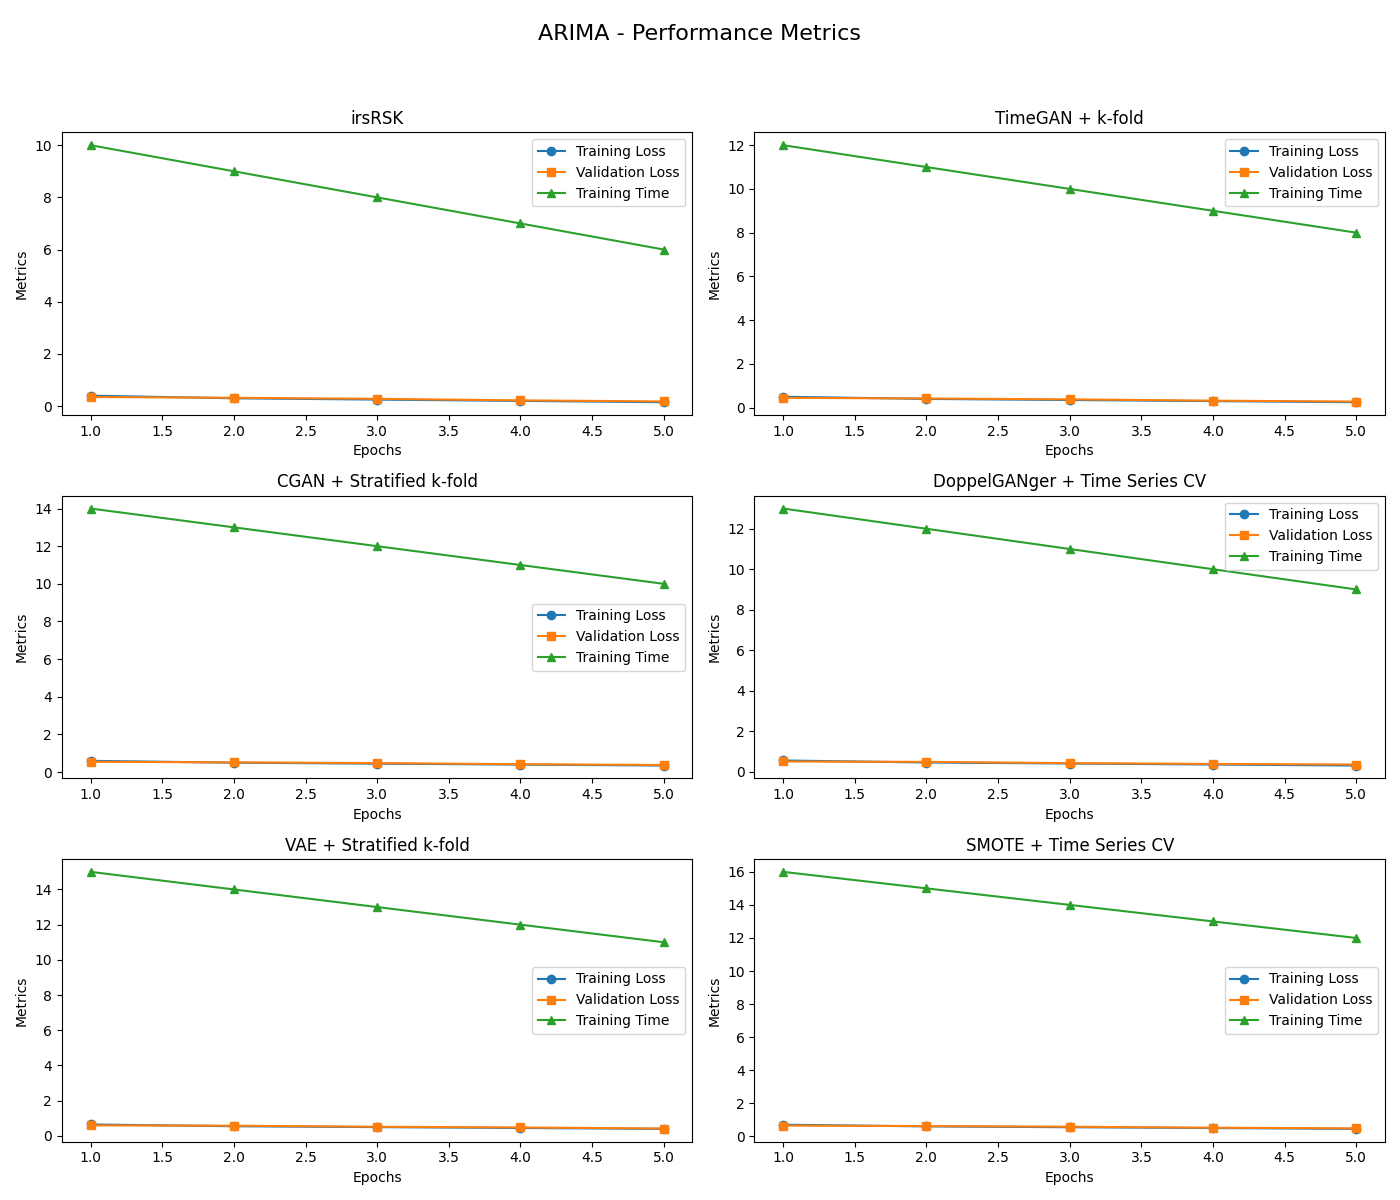 ARIMA - Performance Metrics
irsRSK
10
8
6
4
2
0
Metrics
Training Loss
Validation Loss
Training Time
1.0 1.5 2.0 2.5 3.0 3.5 4.0 4.5 5.0
Epochs
TimeGAN + k-fold
12
10
8
6
4
2
0
Metrics
Training Loss
Validation Loss
Training Time
1.0 1.5 2.0 2.5 3.0 3.5 4.0 4.5 5.0
Epochs
CGAN + Stratified k-fold
14
12
10
8
6
4
2
0
Metrics
Training Loss
Validation Loss
Training Time
1.0 1.5 2.0 2.5 3.0 3.5 4.0 4.5 5.0
Epochs
DoppelGANger + Time Series CV
12
10
8
6
4
2
0
Metrics
Training Loss
Validation Loss
Training Time
1.0 1.5 2.0 2.5 3.0 3.5 4.0 4.5 5.0
Epochs
VAE + Stratified k-fold
14
12
10
8
6
4
2
0
Metrics
Training Loss
Validation Loss
Training Time
1.0 1.5 2.0 2.5 3.0 3.5 4.0 4.5 5.0
Epochs
SMOTE + Time Series CV
16
14
12
10
8
6
4
2
0
Metrics
Training Loss
Validation Loss
Training Time
1.0 1.5 2.0 2.5 3.0 3.5 4.0 4.5 5.0
Epochs